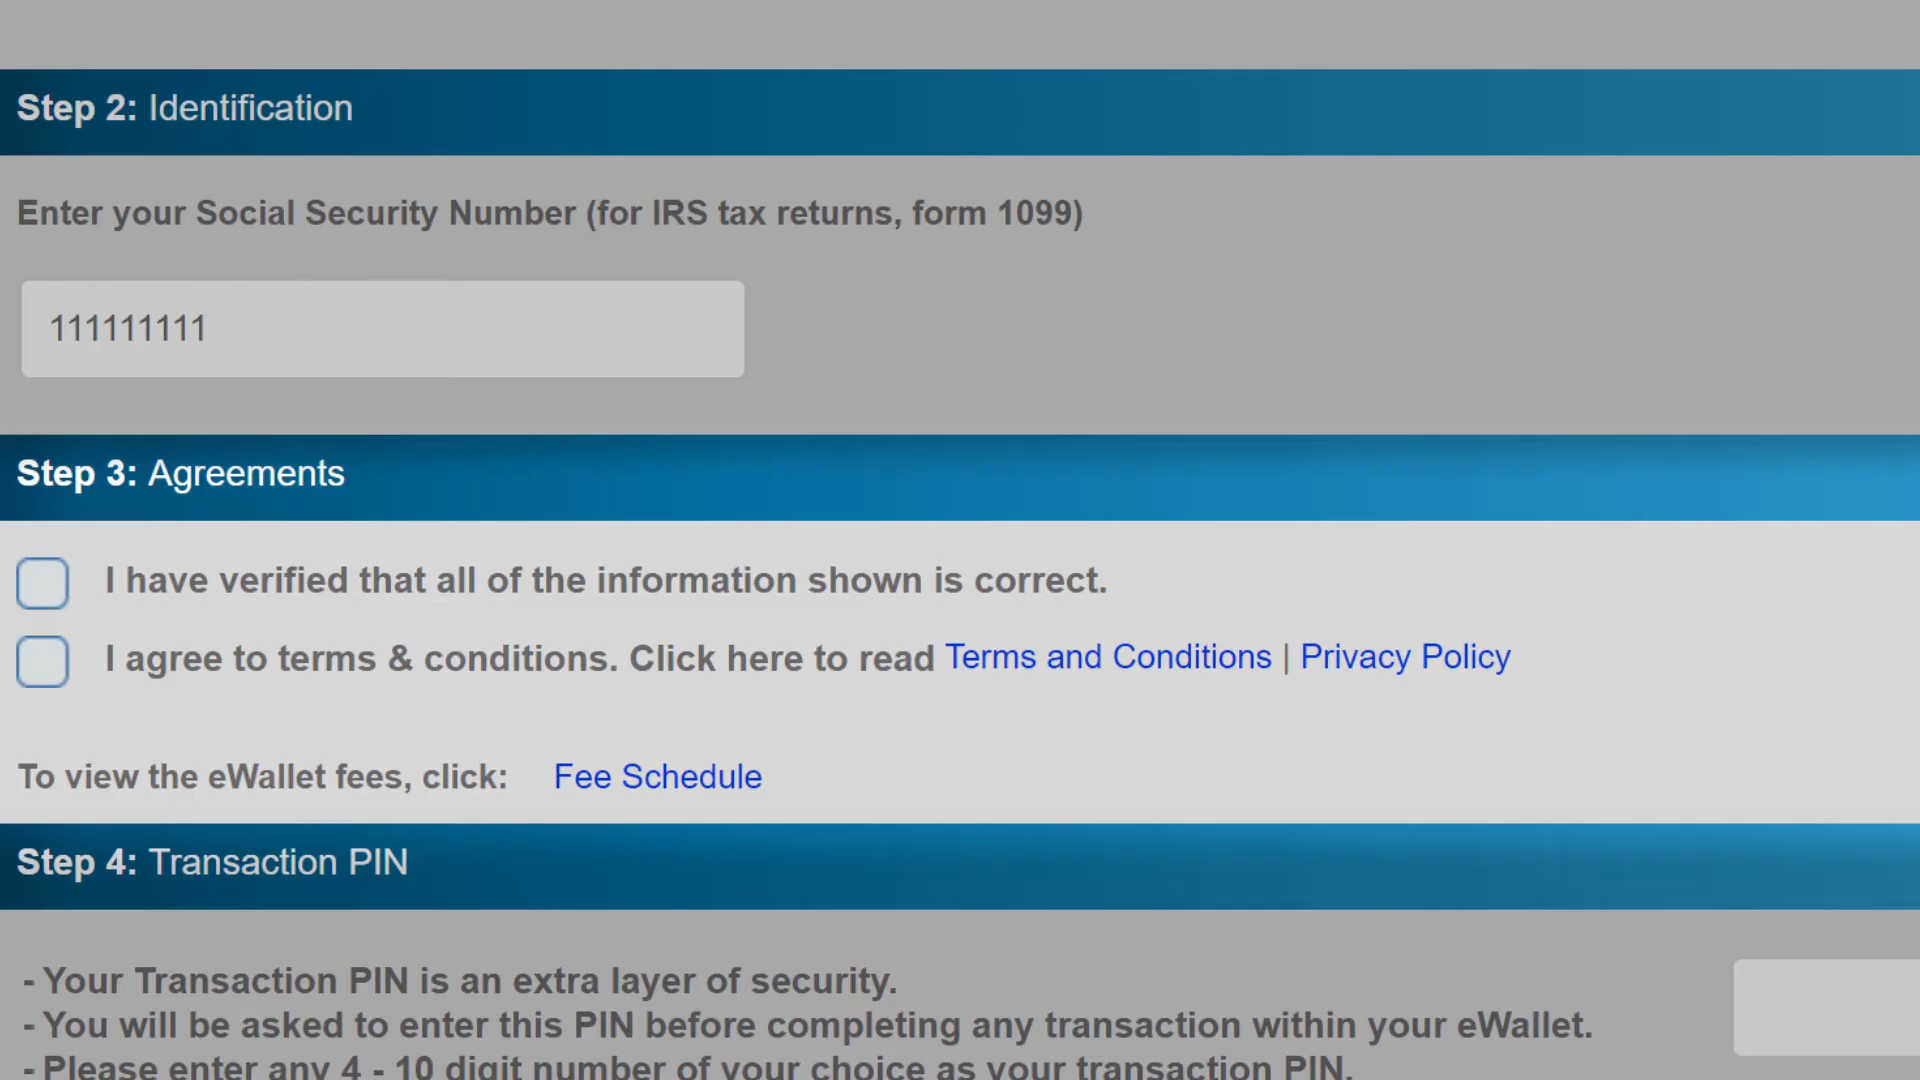 Step 2: Identification
Enter your Social Security Number (for IRS tax returns, form 1099)
111111111
Step 3: Agreements
I have verified that all of the information shown is correct.
I agree to terms & conditions. Click here to read Terms and Conditions | Privacy Policy
To view the eWallet fees, click: Fee Schedule
Step 4: Transaction PIN
- Your Transaction PIN is an extra layer of security.
- You will be asked to enter this PIN before completing any transaction within your eWallet.
- Please enter any 4 - 10 digit number of your choice as your transaction PIN.